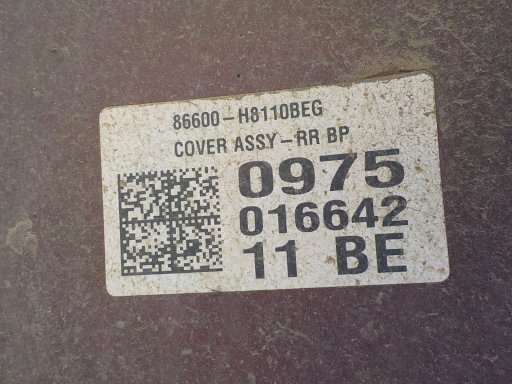 86600-H8110BEG
COVER ASSY-RR BP
0975
016642
11 BE